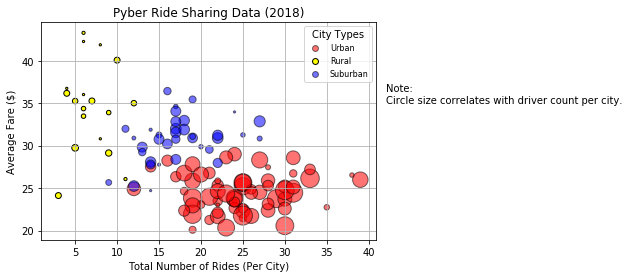 Pyber Ride Sharing Data (2018)
City Types
Urban
Rural
Suburban
Note:
Circle size correlates with driver count per city.
Average Fare ($)
40
35
30
25
20
5
10
15
20
25
30
35
40
Total Number of Rides (Per City)